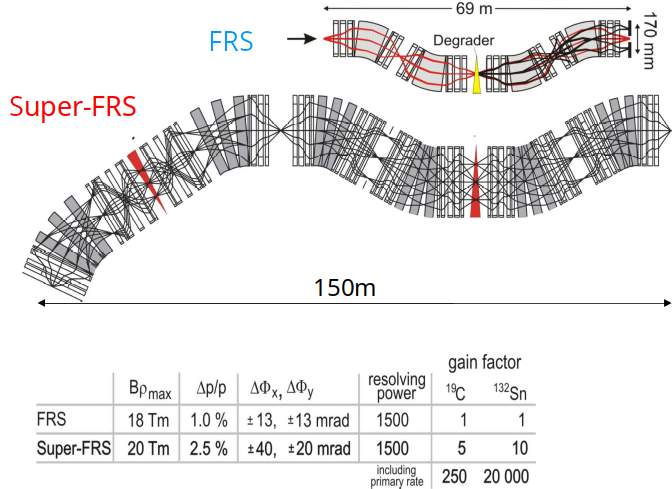 69 m
FRS
Degrader
170 mm
Super-FRS
150m
gain factor
Bρmax Δp/p ΔΦx, ΔΦy resolving power ¹⁹C ¹³²Sn
FRS 18 Tm 1.0 % ±13, ±13 mrad 1500 1 1
Super-FRS 20 Tm 2.5 % ±40, ±20 mrad 1500 5 10
including primary rate 250 20 000